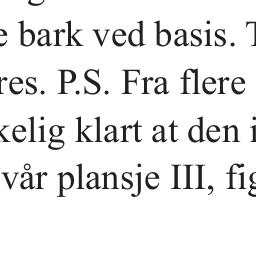 e bark ved basis.
res. P.S. Fra flere
kelig klart at den i
vår plansje III, fig